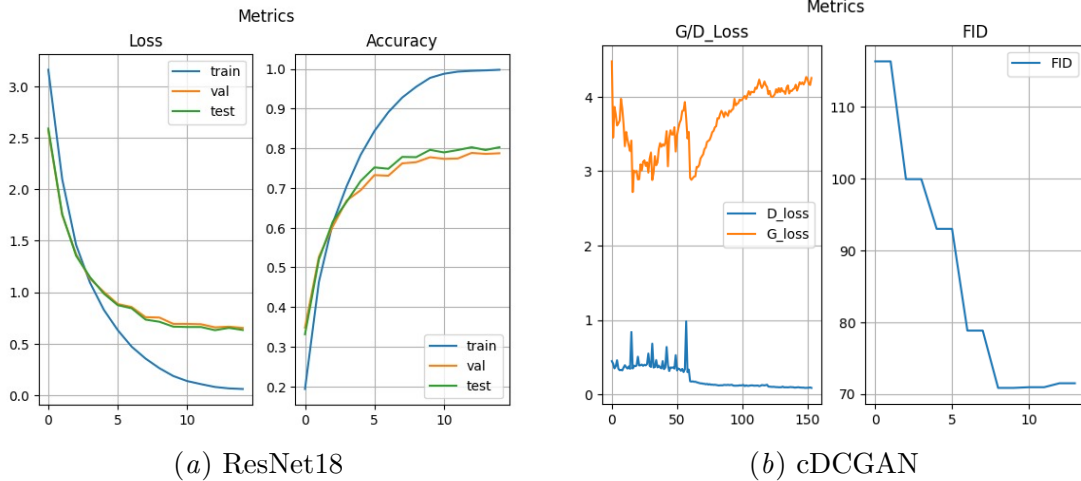 Metrics
Loss
Accuracy
3.0
2.5
2.0
1.5
1.0
0.5
0.0
train
val
test
0
5
10
1.0
0.9
0.8
0.7
0.6
0.5
0.4
0.3
0.2
train
val
test
0
5
10
(a) ResNet18
Metrics
G/D_Loss
FID
4
3
2
1
0
D_loss
G_loss
0
50
100
150
110
100
90
80
70
FID
0
5
10
(b) cDCGAN